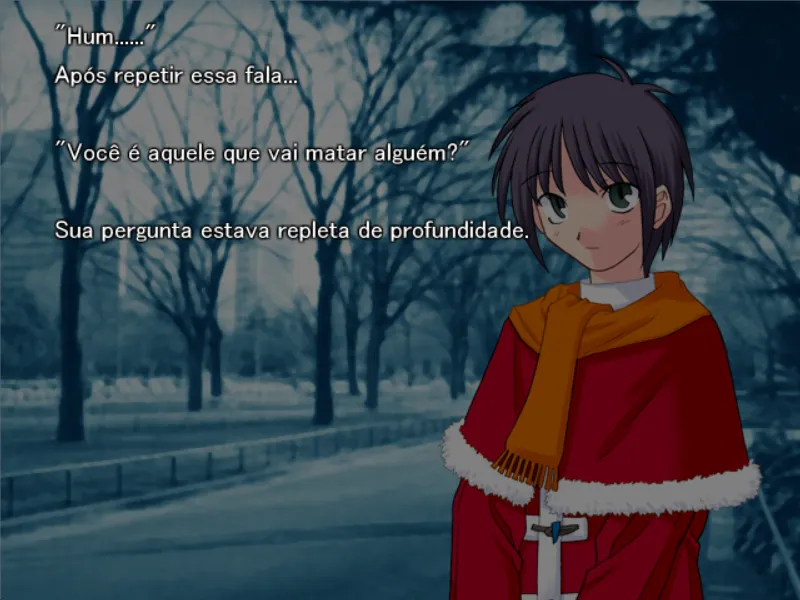 "Hum......"
Após repetir essa fala...
"Você é aquele que vai matar alguém?"
Sua pergunta estava repleta de profundidade.